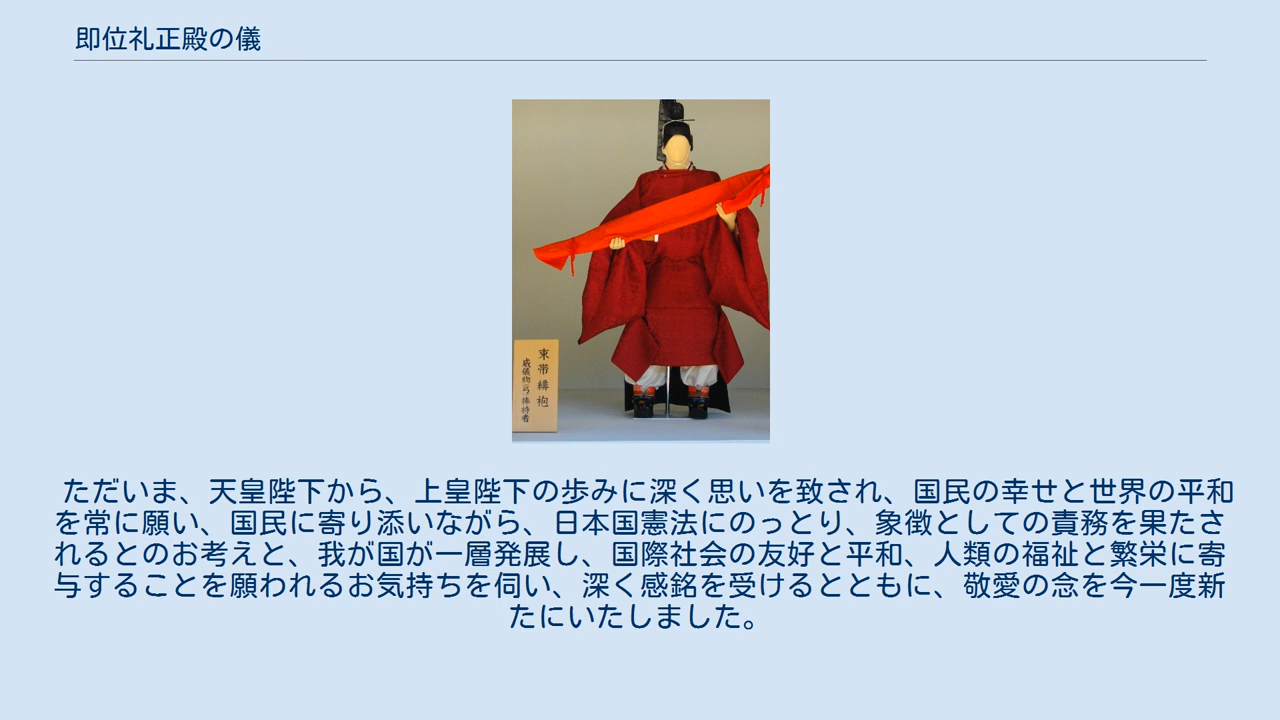 即位礼正殿の儀
束帯緋袍
威儀物弓捧持者
ただいま、天皇陛下から、上皇陛下の歩みに深く思いを致され、国民の幸せと世界の平和
を常に願い、国民に寄り添いながら、日本国憲法にのっとり、象徴としての責務を果たさ
れるとのお考えと、我が国が一層発展し、国際社会の友好と平和、人類の福祉と繁栄に寄
与することを願われるお気持ちを伺い、深く感銘を受けるとともに、敬愛の念を今一度新
たにいたしました。